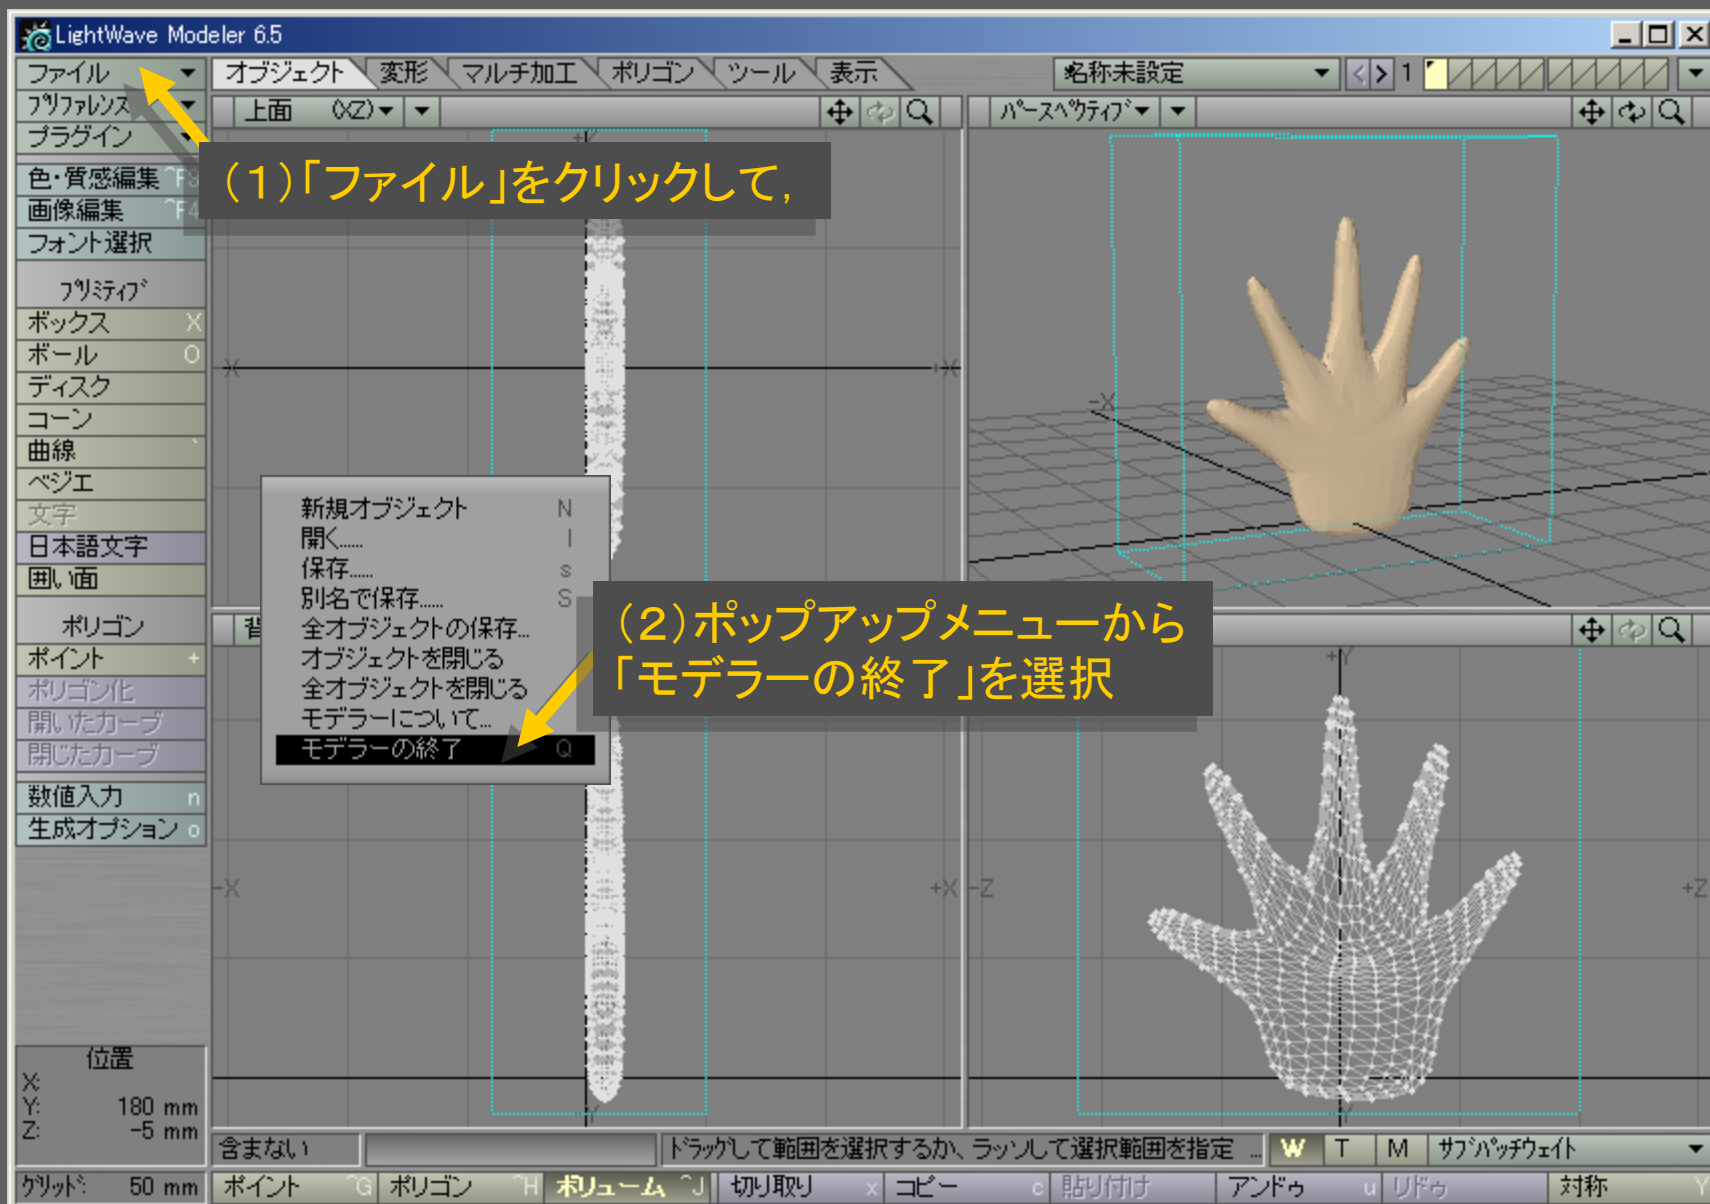 LightWave Modeler 6.5
ファイル
オブジェクト 変形 マルチ加工 ポリゴン ツール 表示
名称未設定
1
プリファレンス
上面 (XZ)
パースペクティブ
プラグイン
(1)「ファイル」をクリックして,
色・質感編集
画像編集
フォント選択
プリミティブ
ボックス X
ボール O
ディスク
コーン
曲線 `
ベジエ
文字
日本語文字
囲い面
ポリゴン
ポイント +
ポリゴン化
開いたカーブ
閉じたカーブ
数値入力 n
生成オプション o
新規オブジェクト N
開く...... l
保存...... s
別名で保存...... S
全オブジェクトの保存...
オブジェクトを閉じる
全オブジェクトを閉じる
モデラーについて...
モデラーの終了 Q
(2)ポップアップメニューから
「モデラーの終了」を選択
-X
+Y
-X +X
-Z +Z
位置
X:
Y: 180 mm
Z: -5 mm
グリッド: 50 mm
含まない
ドラッグして範囲を選択するか、ラッソして選択範囲を指定 ...
W T M サブパッチウェイト
ポイント ^G ポリゴン ^H ボリューム ^J 切り取り x コピー c 貼り付け アンドゥ u リドゥ 対称 Y